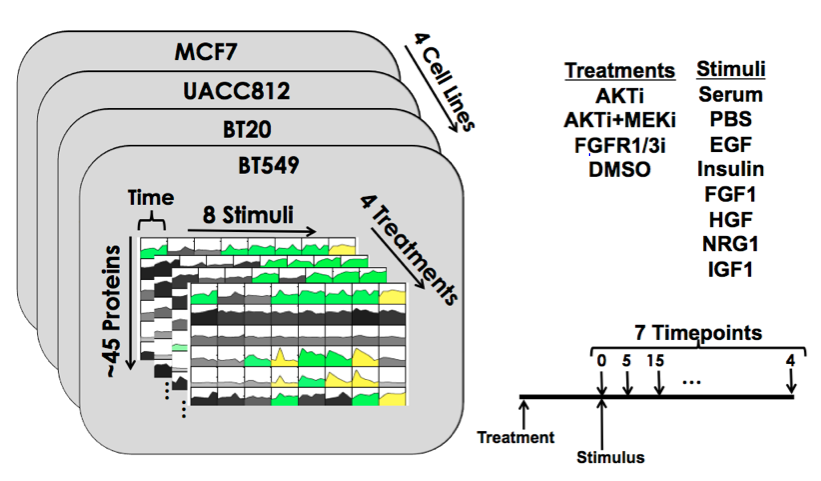 MCF7
UACC812
BT20
BT549
4 Cell Lines
Time
8 Stimuli
4 Treatments
~45 Proteins
...
...
Treatments
AKTi
AKTi+MEKi
FGFR1/3i
DMSO
Stimuli
Serum
PBS
EGF
Insulin
FGF1
HGF
NRG1
IGF1
7 Timepoints
0 5 15 ... 4
Treatment
Stimulus